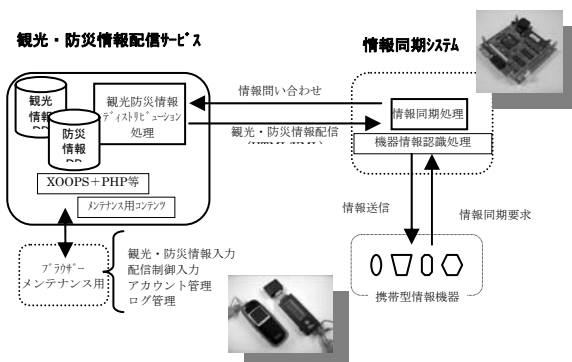 観光・防災情報配信ｻｰﾋﾞｽ
情報同期ｼｽﾃﾑ
観光
情報
防災
情報
観光防災情報
ﾃﾞｨｽﾄﾘﾋﾞｭｰｼｮﾝ
処理
XOOPS＋PHP等
ﾒﾝﾃﾅﾝｽ用ｺﾝﾃﾝﾂ
情報問い合わせ
観光・防災情報配信
情報同期処理
機器情報認識処理
情報送信
情報同期要求
携帯型情報機器
ﾌﾞﾗｳｻﾞｰ
メンテナンス用
観光・防災情報入力
配信制御入力
アカウント管理
ログ管理